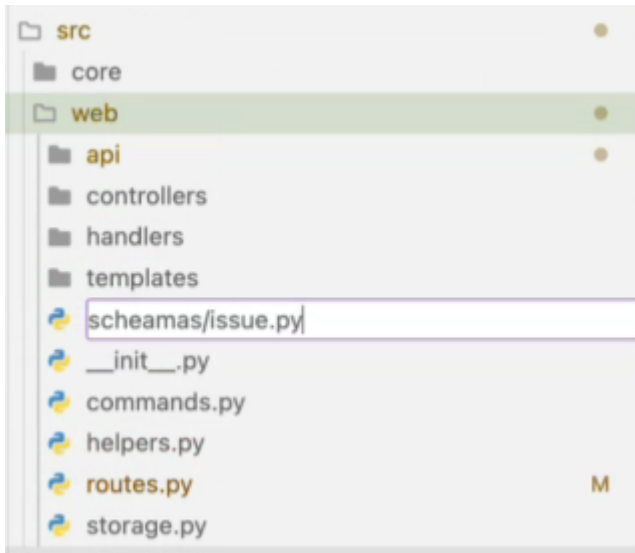 src
core
web
api
controllers
handlers
templates
scheamas/issue.py
__init__.py
commands.py
helpers.py
routes.py M
storage.py